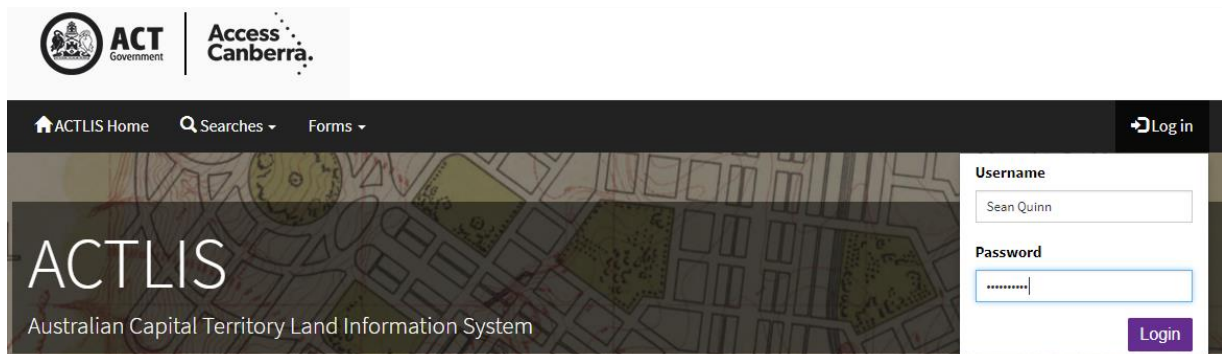 ACT
Government
Access
Canberra.
ACTLIS Home Searches Forms Log in
Username
Sean Quinn
Password
••••••••••
Login
ACTLIS
Australian Capital Territory Land Information System